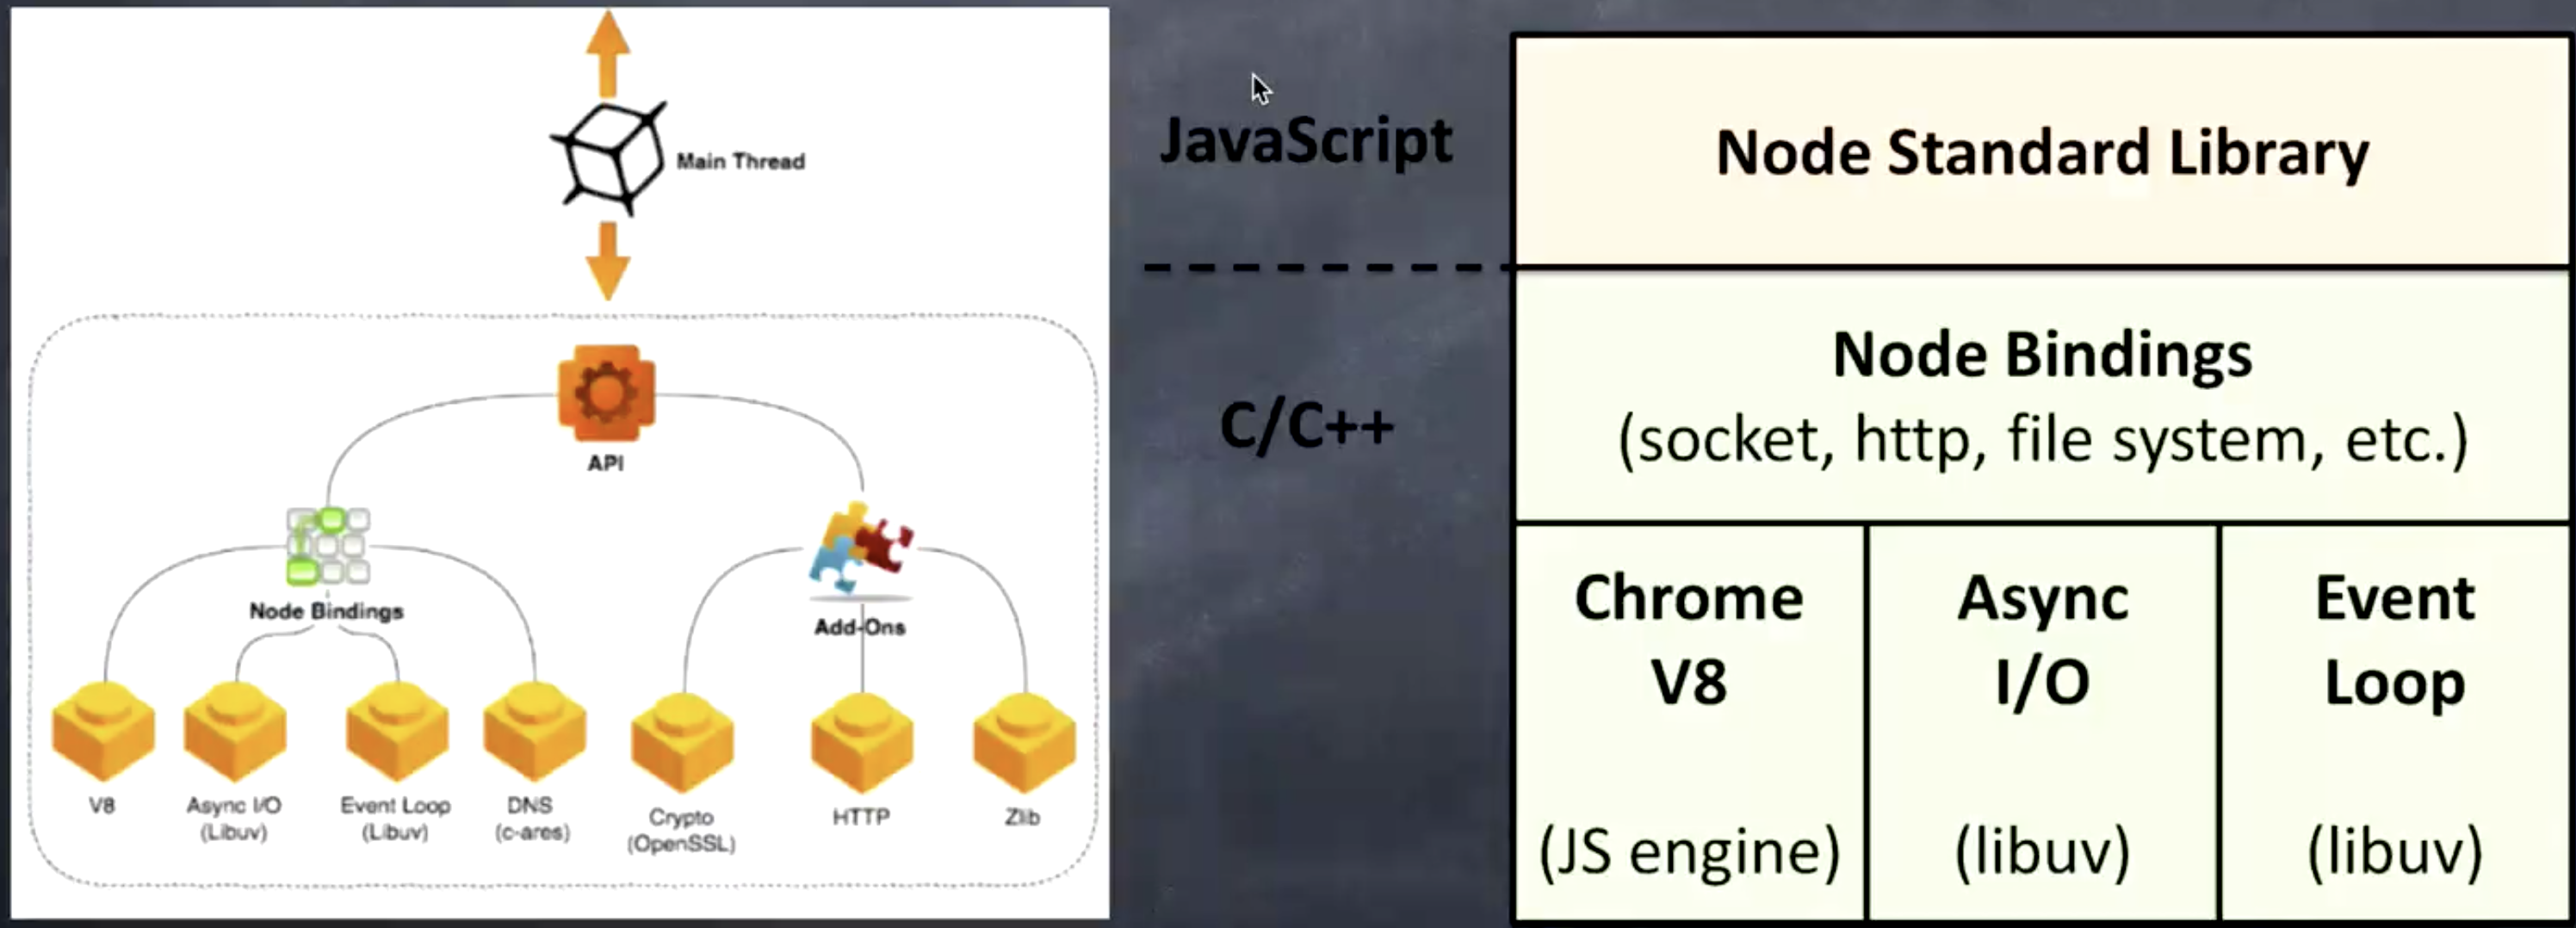 Main Thread
API
Node Bindings
Add-Ons
V8
Async I/O
(Libuv)
Event Loop
(Libuv)
DNS
(c-ares)
Crypto
(OpenSSL)
HTTP
Zlib
JavaScript
C/C++
Node Standard Library
Node Bindings
(socket, http, file system, etc.)
Chrome
V8
(JS engine)
Async
I/O
(libuv)
Event
Loop
(libuv)